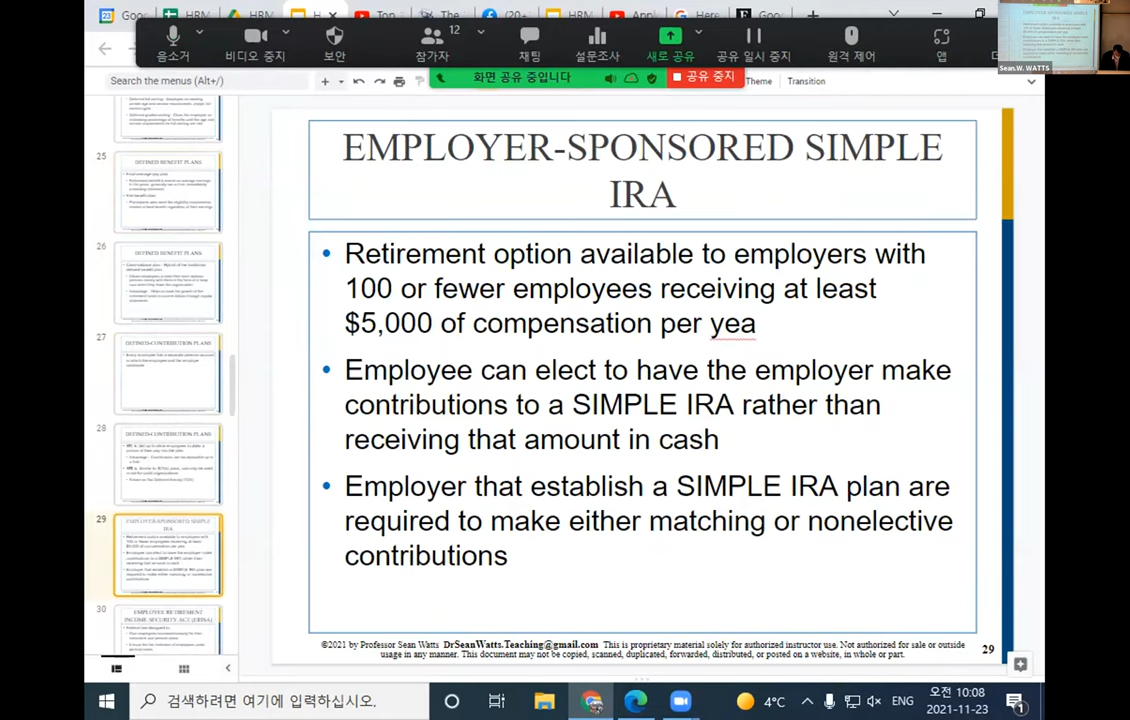 Goo
HRM
HRM
H
Top
The
(20+
HRM
Appl
Here
Goo
음소거
비디오 중지
보안
참가자
12
채팅
설문조사
새로 공유
공유 일시 중지
원격 제어
앱
Sean.W. WATTS
Search the menus (Alt+/)
화면 공유 중입니다
공유 중지
Theme
Transition
25
DEFINED BENEFIT PLANS
26
DEFINED BENEFIT PLANS
27
DEFINED-CONTRIBUTION PLANS
28
DEFINED-CONTRIBUTION PLANS
29
EMPLOYER-SPONSORED SIMPLE
IRA
30
EMPLOYEE RETIREMENT
INCOME SECURITY ACT (ERISA)
EMPLOYER-SPONSORED SIMPLE
IRA
• Retirement option available to employers with
100 or fewer employees receiving at least
$5,000 of compensation per yea
• Employee can elect to have the employer make
contributions to a SIMPLE IRA rather than
receiving that amount in cash
• Employer that establish a SIMPLE IRA plan are
required to make either matching or nonelective
contributions
©2021 by Professor Sean Watts DrSeanWatts.Teaching@gmail.com This is proprietary material solely for authorized instructor use. Not authorized for sale or outside
usage in any manner. This document may not be copied, scanned, duplicated, forwarded, distributed, or posted on a website, in whole or part.
29
검색하려면 여기에 입력하십시오.
4°C
ENG
오전 10:08
2021-11-23
1